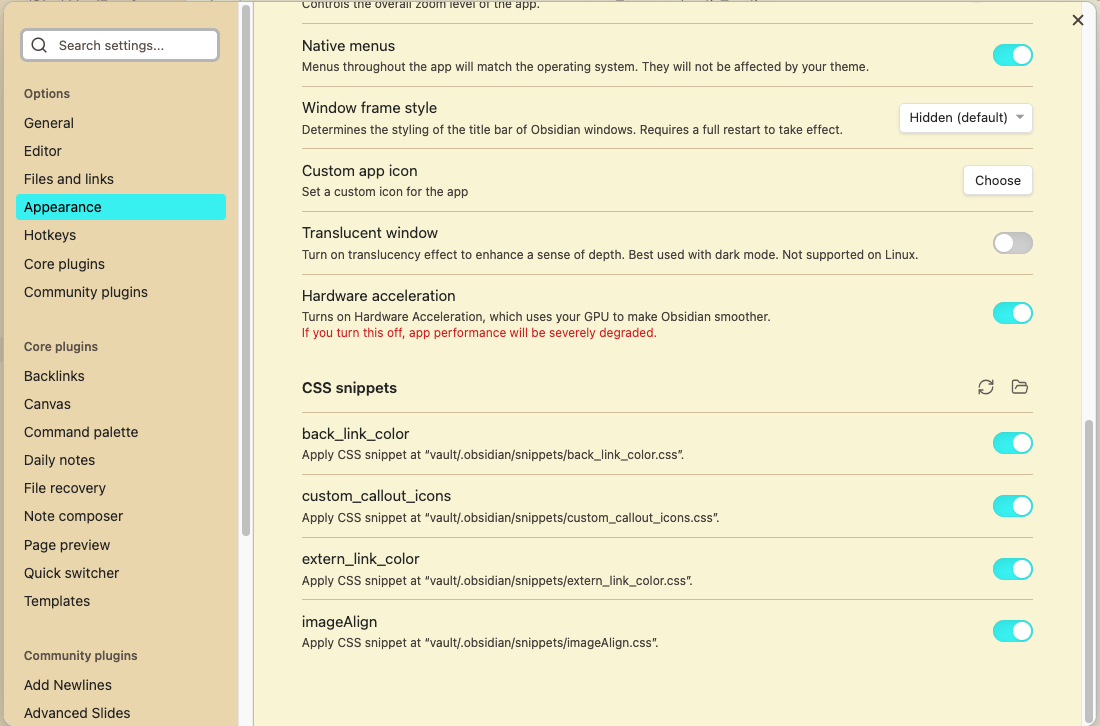 Search settings...
Options
General
Editor
Files and links
Appearance
Hotkeys
Core plugins
Community plugins
Core plugins
Backlinks
Canvas
Command palette
Daily notes
File recovery
Note composer
Page preview
Quick switcher
Templates
Community plugins
Add Newlines
Advanced Slides
Controls the overall zoom level of the app.
Native menus
Menus throughout the app will match the operating system. They will not be affected by your theme.
Window frame style
Determines the styling of the title bar of Obsidian windows. Requires a full restart to take effect.
Hidden (default)
Custom app icon
Set a custom icon for the app
Choose
Translucent window
Turn on translucency effect to enhance a sense of depth. Best used with dark mode. Not supported on Linux.
Hardware acceleration
Turns on Hardware Acceleration, which uses your GPU to make Obsidian smoother.
If you turn this off, app performance will be severely degraded.
CSS snippets
back_link_color
Apply CSS snippet at “vault/.obsidian/snippets/back_link_color.css”.
custom_callout_icons
Apply CSS snippet at “vault/.obsidian/snippets/custom_callout_icons.css”.
extern_link_color
Apply CSS snippet at “vault/.obsidian/snippets/extern_link_color.css”.
imageAlign
Apply CSS snippet at “vault/.obsidian/snippets/imageAlign.css”.